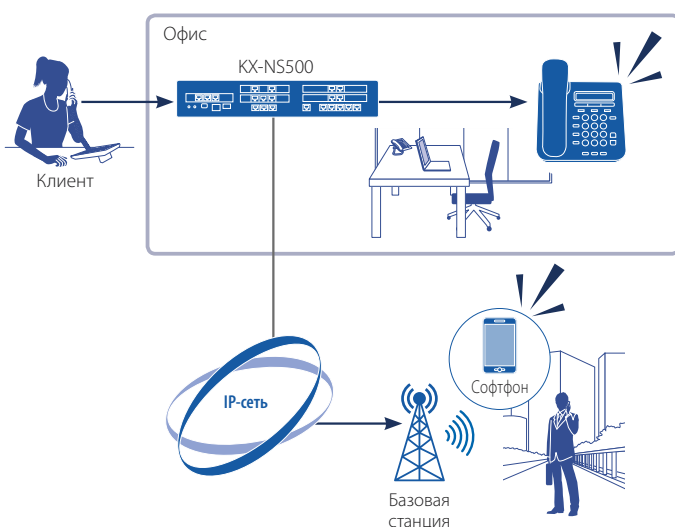 Офис
KX-NS500
Клиент
IP-сеть
Софтфон
Базовая
станция